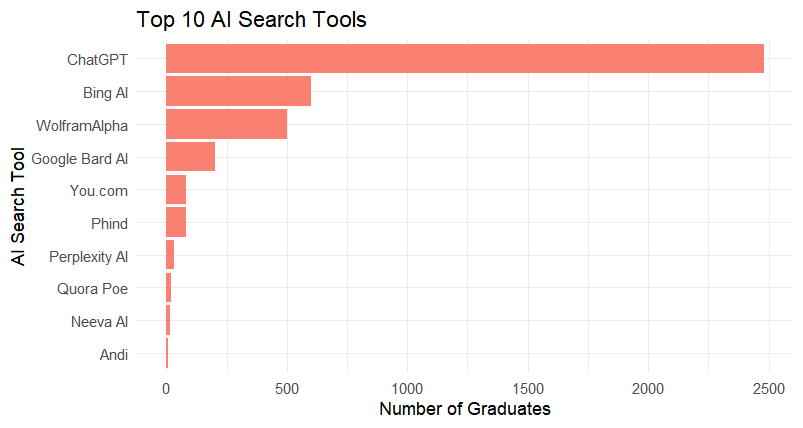 Top 10 AI Search Tools
AI Search Tool
ChatGPT
Bing AI
WolframAlpha
Google Bard AI
You.com
Phind
Perplexity AI
Quora Poe
Neeva AI
Andi
0 500 1000 1500 2000 2500
Number of Graduates